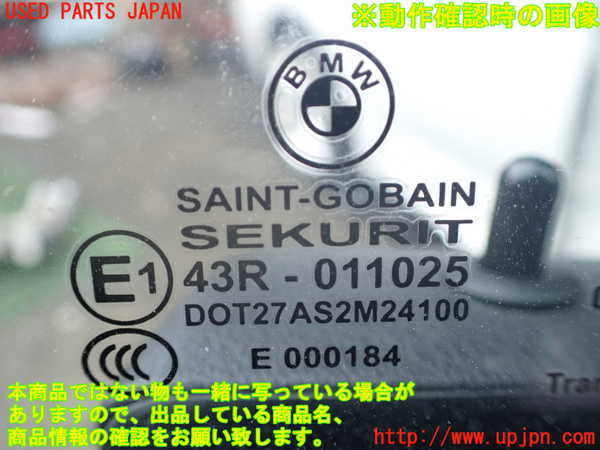 USED PARTS JAPAN
※動作確認時の画像
BMW
SAINT-GOBAIN
SEKURIT
E1 43R - 011025
DOT27AS2M24100
CCC E 000184
Tran
本商品ではない物も一緒に写っている場合が
ありますので、出品している商品名、
商品情報の確認をお願い致します。
http://www.upjpn.com